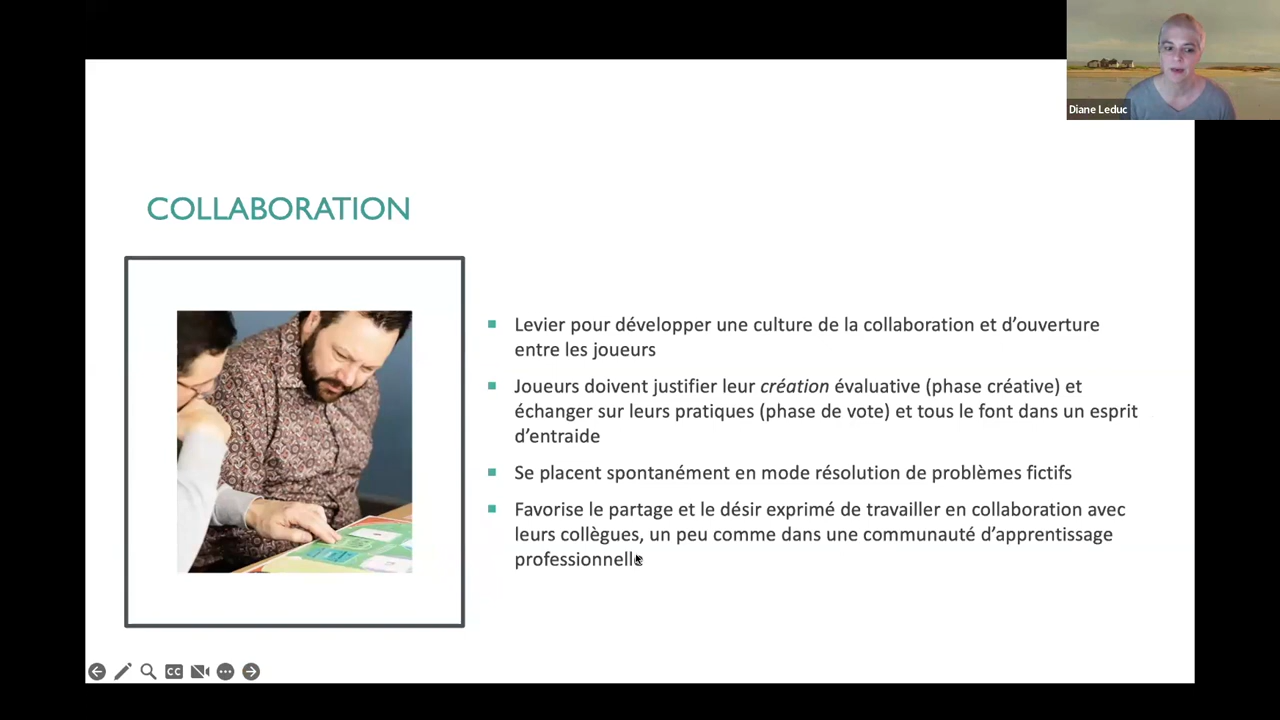 Diane Leduc
COLLABORATION
Levier pour développer une culture de la collaboration et d’ouverture
entre les joueurs
Joueurs doivent justifier leur création évaluative (phase créative) et
échanger sur leurs pratiques (phase de vote) et tous le font dans un esprit
d’entraide
Se placent spontanément en mode résolution de problèmes fictifs
Favorise le partage et le désir exprimé de travailler en collaboration avec
leurs collègues, un peu comme dans une communauté d’apprentissage
professionnelle
CC